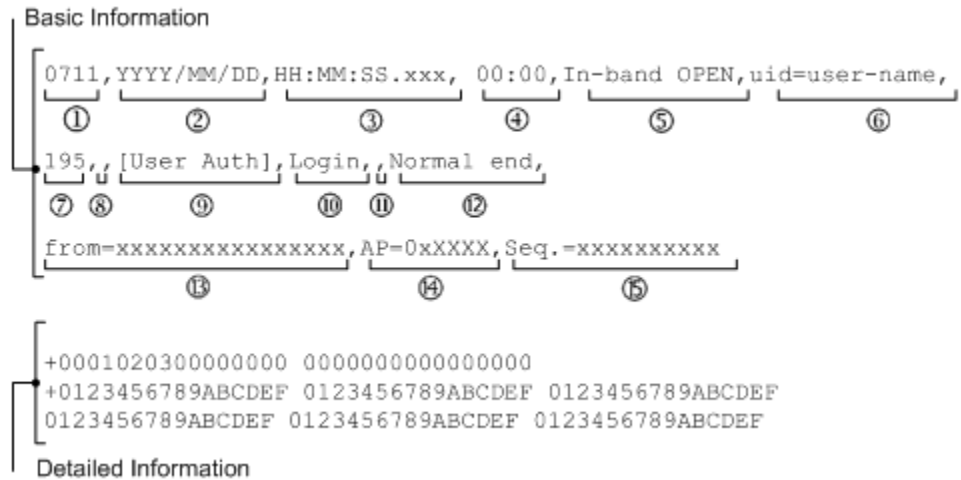 Basic Information
0711,YYYY/MM/DD,HH:MM:SS.xxx, 00:00,In-band OPEN,uid=user-name,
① ② ③ ④ ⑤ ⑥
195,,[User Auth],Login,,Normal end,
⑦ ⑧ ⑨ ⑩ ⑪ ⑫
from=xxxxxxxxxxxxxxxx,AP=0xXXXX,Seq.=xxxxxxxxxx
⑬ ⑭ ⑮
+0001020300000000 0000000000000000
+0123456789ABCDEF 0123456789ABCDEF 0123456789ABCDEF
0123456789ABCDEF 0123456789ABCDEF 0123456789ABCDEF
Detailed Information